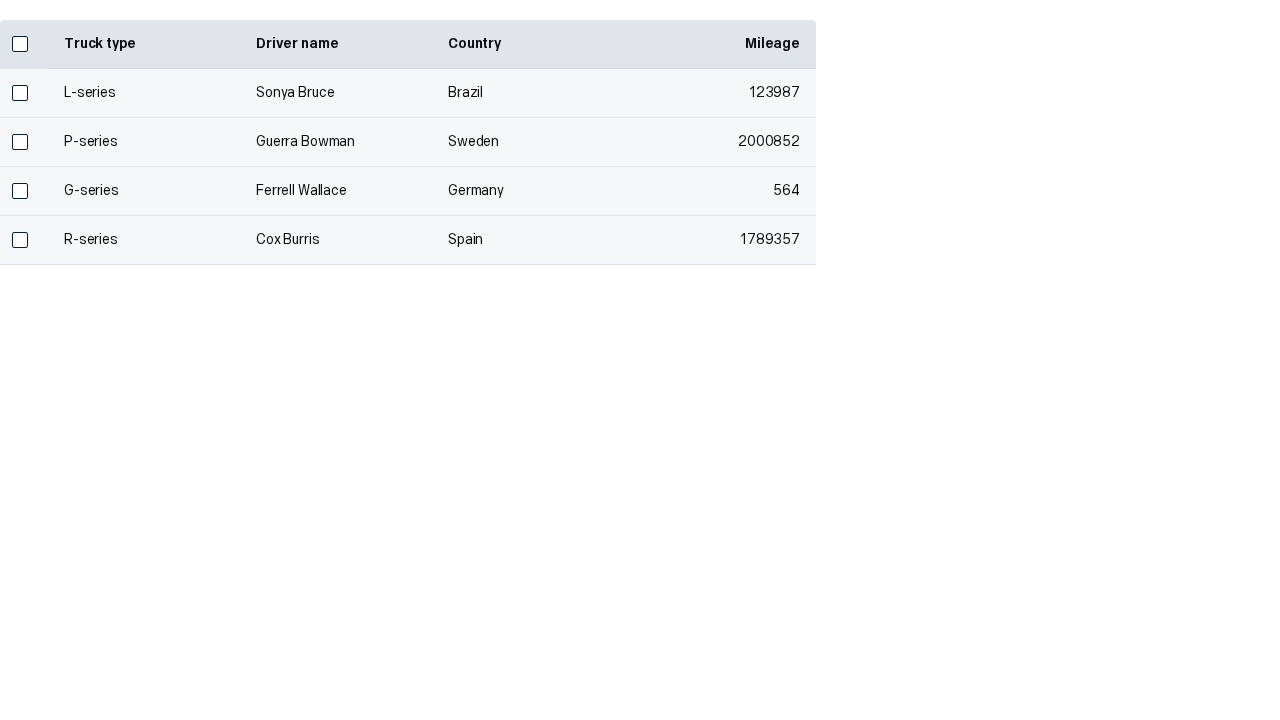 Truck type Driver name Country Mileage
L-series Sonya Bruce Brazil 123987
P-series Guerra Bowman Sweden 2000852
G-series Ferrell Wallace Germany 564
R-series Cox Burris Spain 1789357